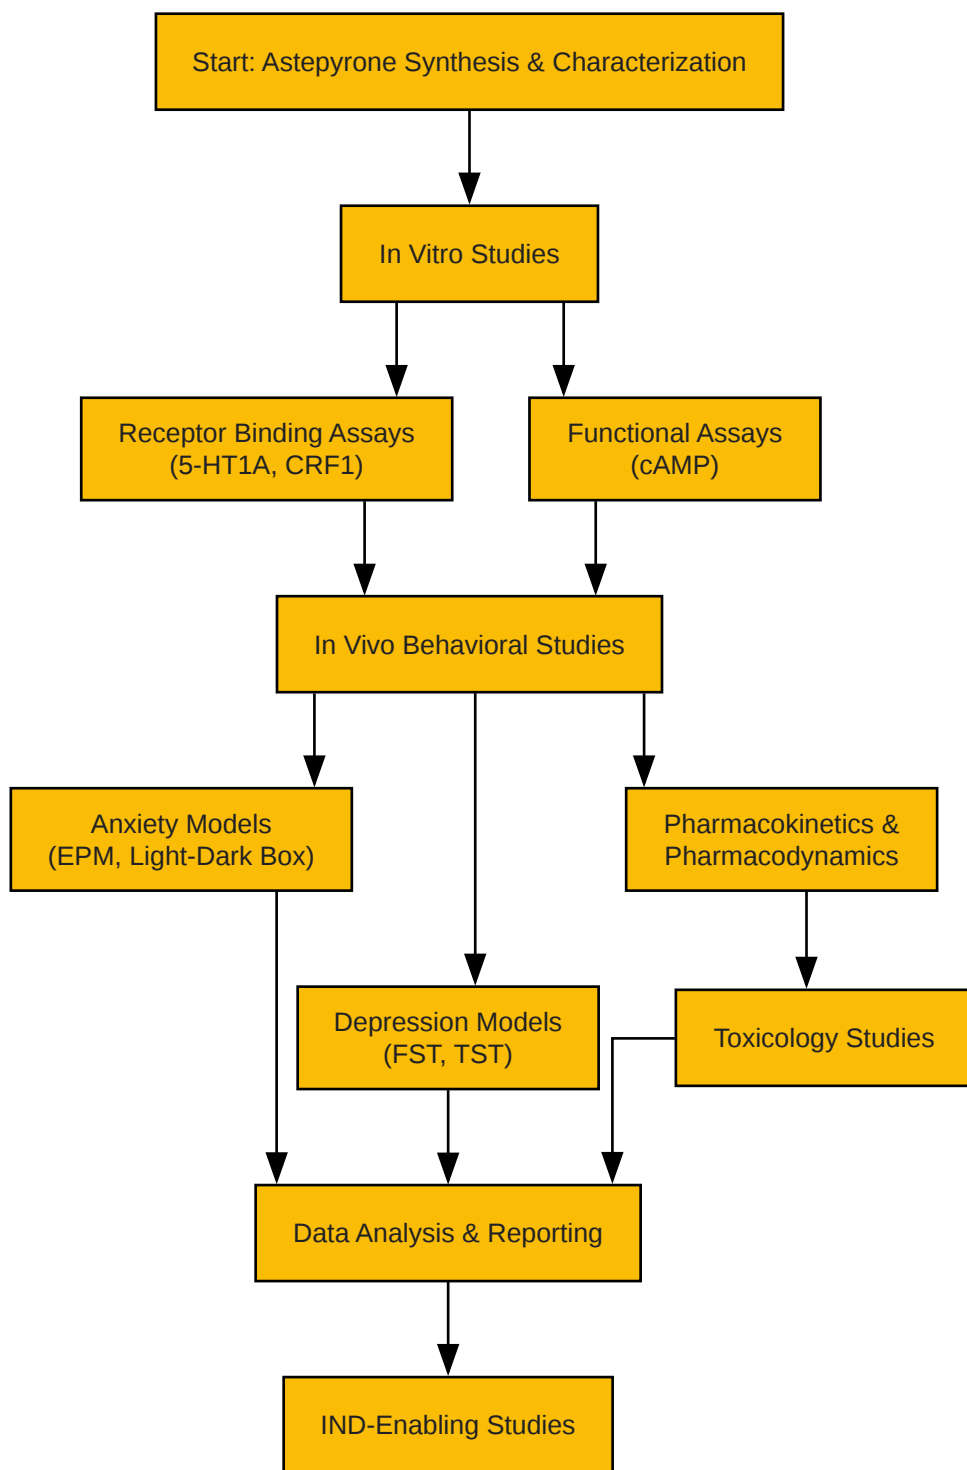 Start: Astepyrone Synthesis & Characterization
In Vitro Studies
Receptor Binding Assays
(5-HT1A, CRF1)
Functional Assays
(cAMP)
In Vivo Behavioral Studies
Anxiety Models
(EPM, Light-Dark Box)
Pharmacokinetics &
Pharmacodynamics
Depression Models
(FST, TST)
Toxicology Studies
Data Analysis & Reporting
IND-Enabling Studies